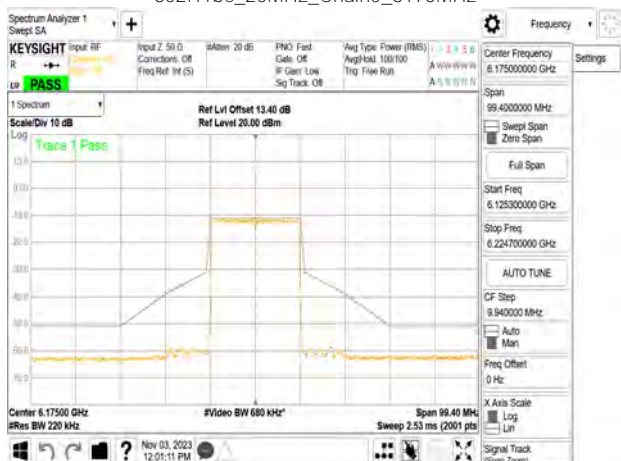 Spectrum Analyzer 1
Swept SA
+
Frequency
KEYSIGHT
Input: RF
Input Z: 50 Ω
Corrections: Off
Freq Ref: Int (S)
#Atten: 20 dB
PNO: Fast
Gate: Off
IF Gain: Low
Sig Track: Off
Avg Type: Power (RMS)
Avg|Hold: 100/100
Trig: Free Run
R
PASS
Center Frequency
6.175000000 GHz
Settings
1 Spectrum
Scale/Div 10 dB
Ref Lvl Offset 13.40 dB
Ref Level 20.00 dBm
Span
99.4000000 MHz
Swept Span
Zero Span
Log
Trace 1 Pass
Full Span
Start Freq
6.125300000 GHz
Stop Freq
6.224700000 GHz
AUTO TUNE
CF Step
9.940000 MHz
Auto
Man
Freq Offset
0 Hz
X Axis Scale
Log
Lin
Center 6.17500 GHz
#Video BW 680 kHz*
Span 99.40 MHz
#Res BW 220 kHz
Sweep 2.53 ms (2001 pts
Signal Track
?
Nov 03, 2023
12:01:11 PM